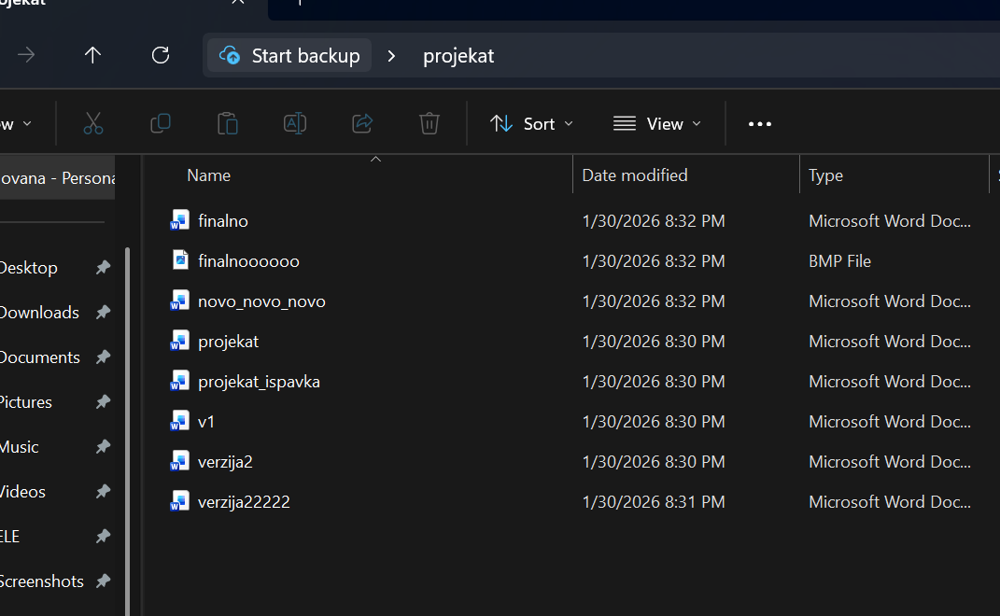 Start backup > projekat
Sort View ...
Name Date modified Type
finalno 1/30/2026 8:32 PM Microsoft Word Doc...
finalnoooooo 1/30/2026 8:32 PM BMP File
novo_novo_novo 1/30/2026 8:32 PM Microsoft Word Doc...
projekat 1/30/2026 8:30 PM Microsoft Word Doc...
projekat_ispavka 1/30/2026 8:30 PM Microsoft Word Doc...
v1 1/30/2026 8:30 PM Microsoft Word Doc...
verzija2 1/30/2026 8:30 PM Microsoft Word Doc...
verzija22222 1/30/2026 8:31 PM Microsoft Word Doc...
ovana - Persona
Desktop
Downloads
Documents
Pictures
Music
Videos
ELE
Screenshots